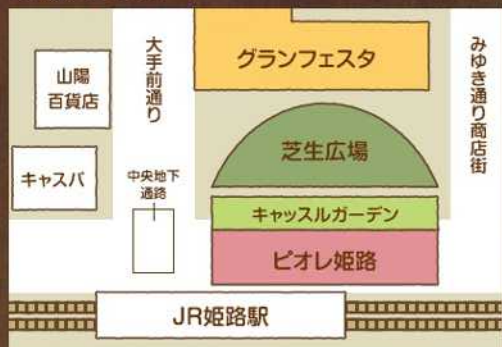 大手前通り
グランフェスタ
みゆき通り商店街
山陽
百貨店
芝生広場
キャスパ
中央地下
通路
キャッスルガーデン
ピオレ姫路
JR姫路駅